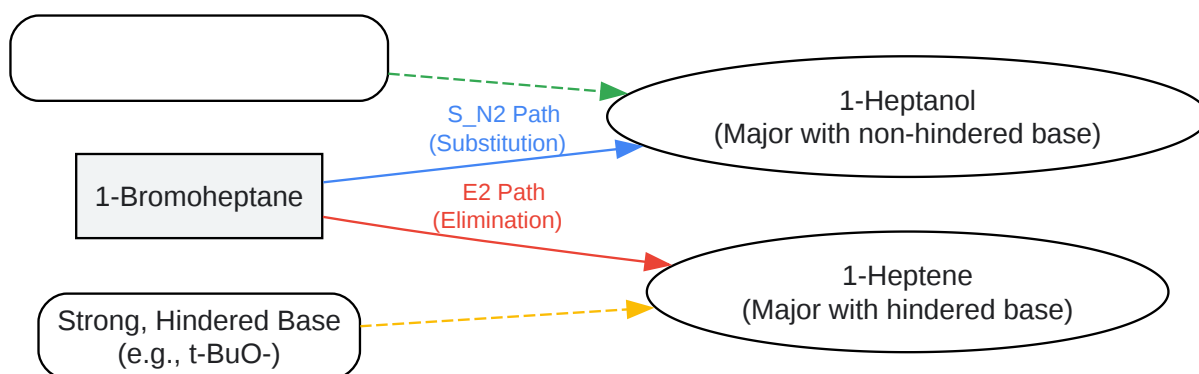 1-Heptanol
(Major with non-hindered base)
S_N2 Path
(Substitution)
1-Bromoheptane
E2 Path
(Elimination)
1-Heptene
(Major with hindered base)
Strong, Hindered Base
(e.g., t-BuO-)